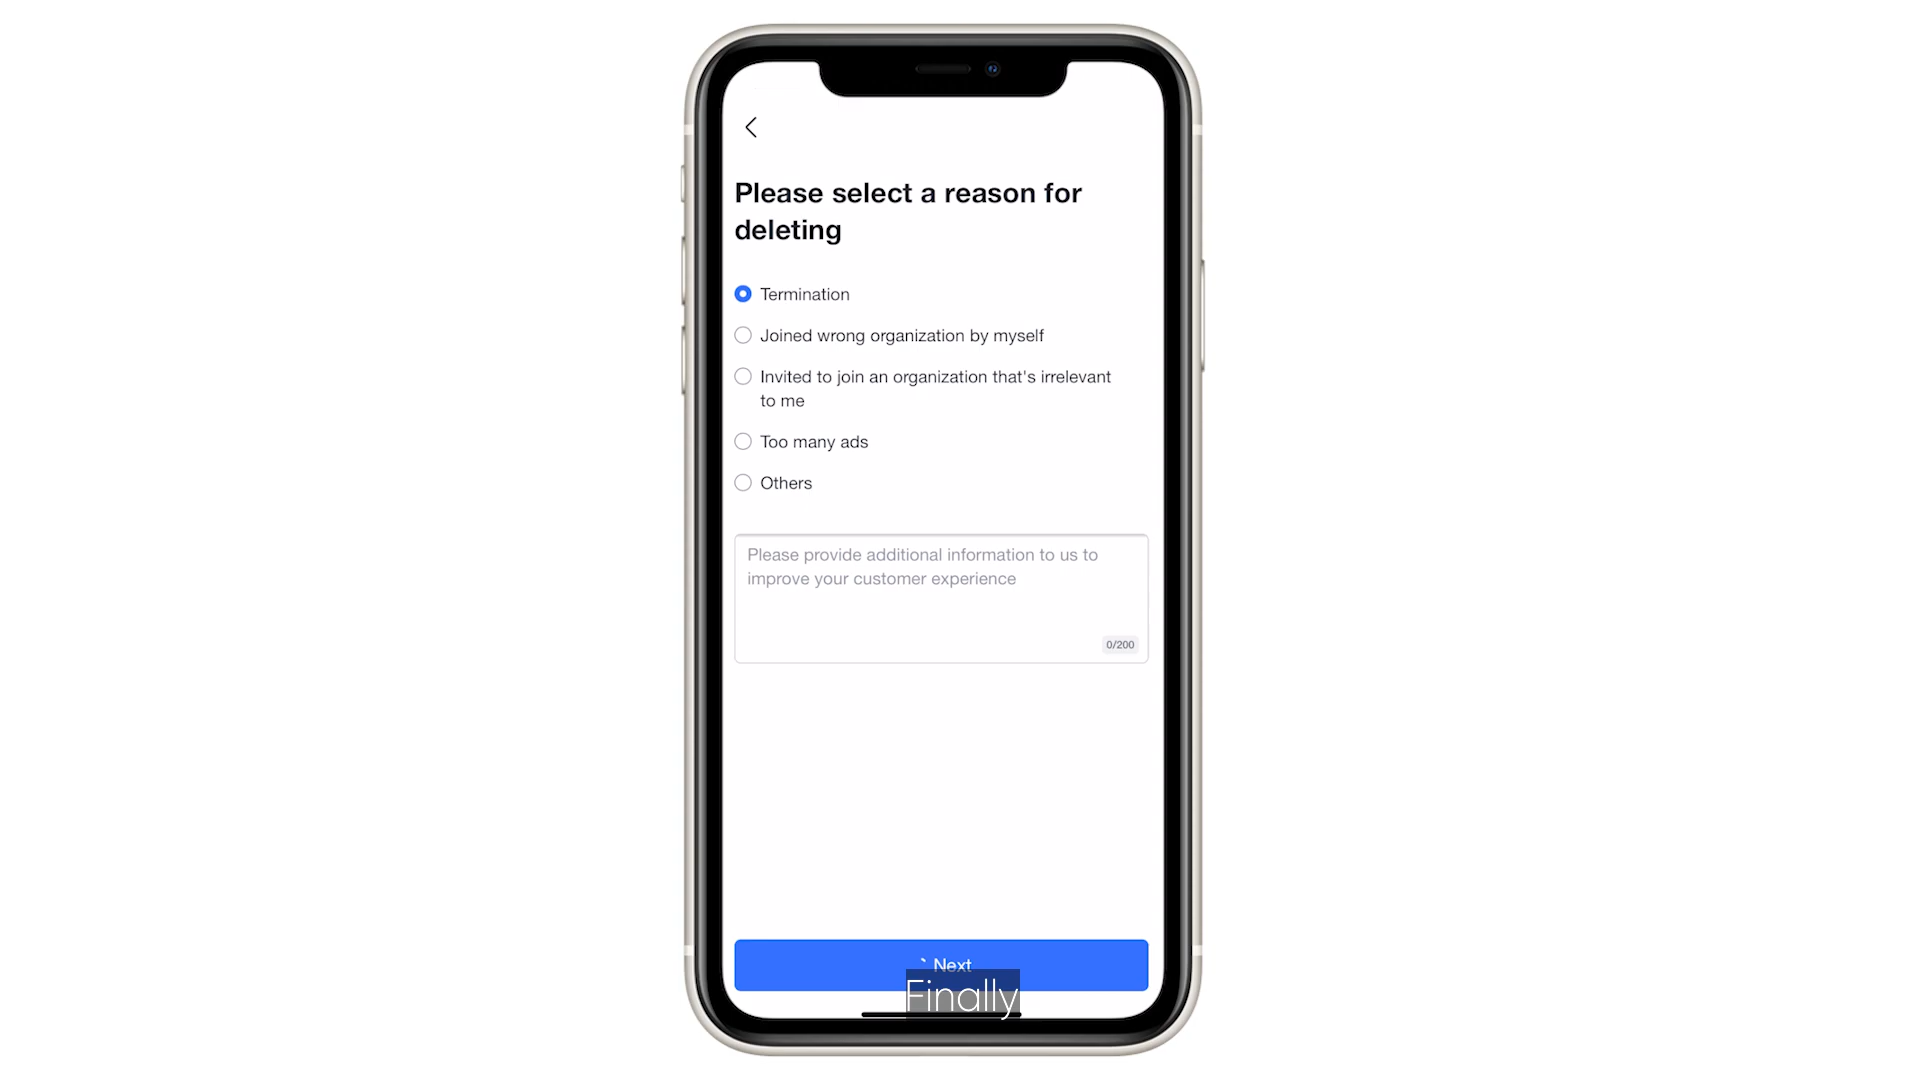 Please select a reason for
deleting
Termination
Joined wrong organization by myself
Invited to join an organization that's irrelevant
to me
Too many ads
Others
Please provide additional information to us to
improve your customer experience
0/200
Next
Finally